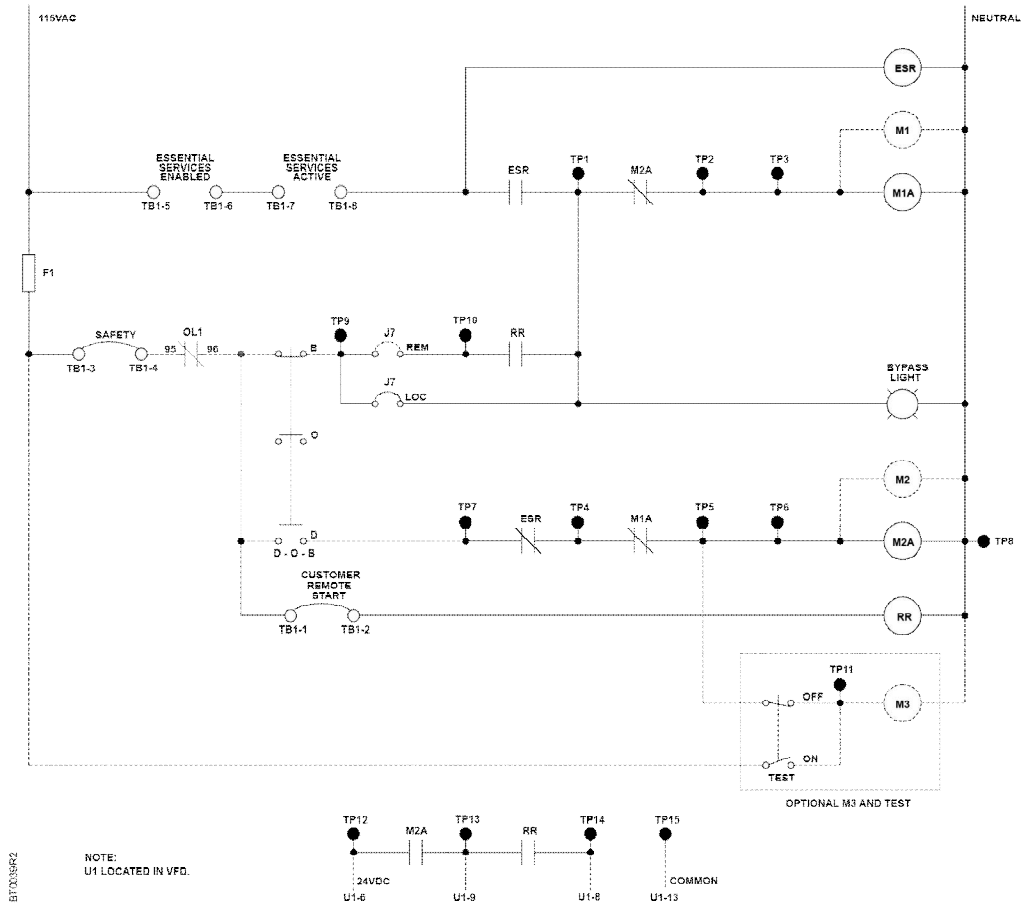 115VAC
NEUTRAL
ESR
M1
ESSENTIAL
SERVICES
ENABLED
ESSENTIAL
SERVICES
ACTIVE
ESR
TP1
M2A
TP2
TP3
M1A
TB1-5
TB1-6
TB1-7
TB1-8
F1
SAFETY
OL1
95
96
TB1-3
TB1-4
TP9
B
J7
REM
TP10
RR
J7
LOC
BYPASS
LIGHT
O
M2
TP7
ESR
TP4
M1A
TP5
TP6
D
M2A
TP8
D - O - B
CUSTOMER
REMOTE
START
TB1-1
TB1-2
RR
TP11
OFF
M3
ON
TEST
OPTIONAL M3 AND TEST
TP12
M2A
TP13
RR
TP14
TP15
NOTE:
U1 LOCATED IN VFD.
24VDC
COMMON
U1-6
U1-9
U1-8
U1-13
BT0039R2